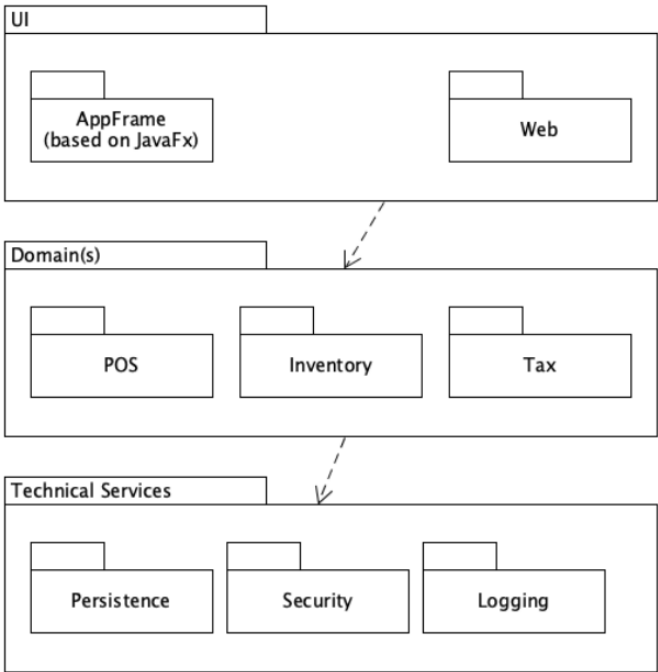 UI
AppFrame
(based on JavaFx)
Web
Domain(s)
POS
Inventory
Tax
Technical Services
Persistence
Security
Logging